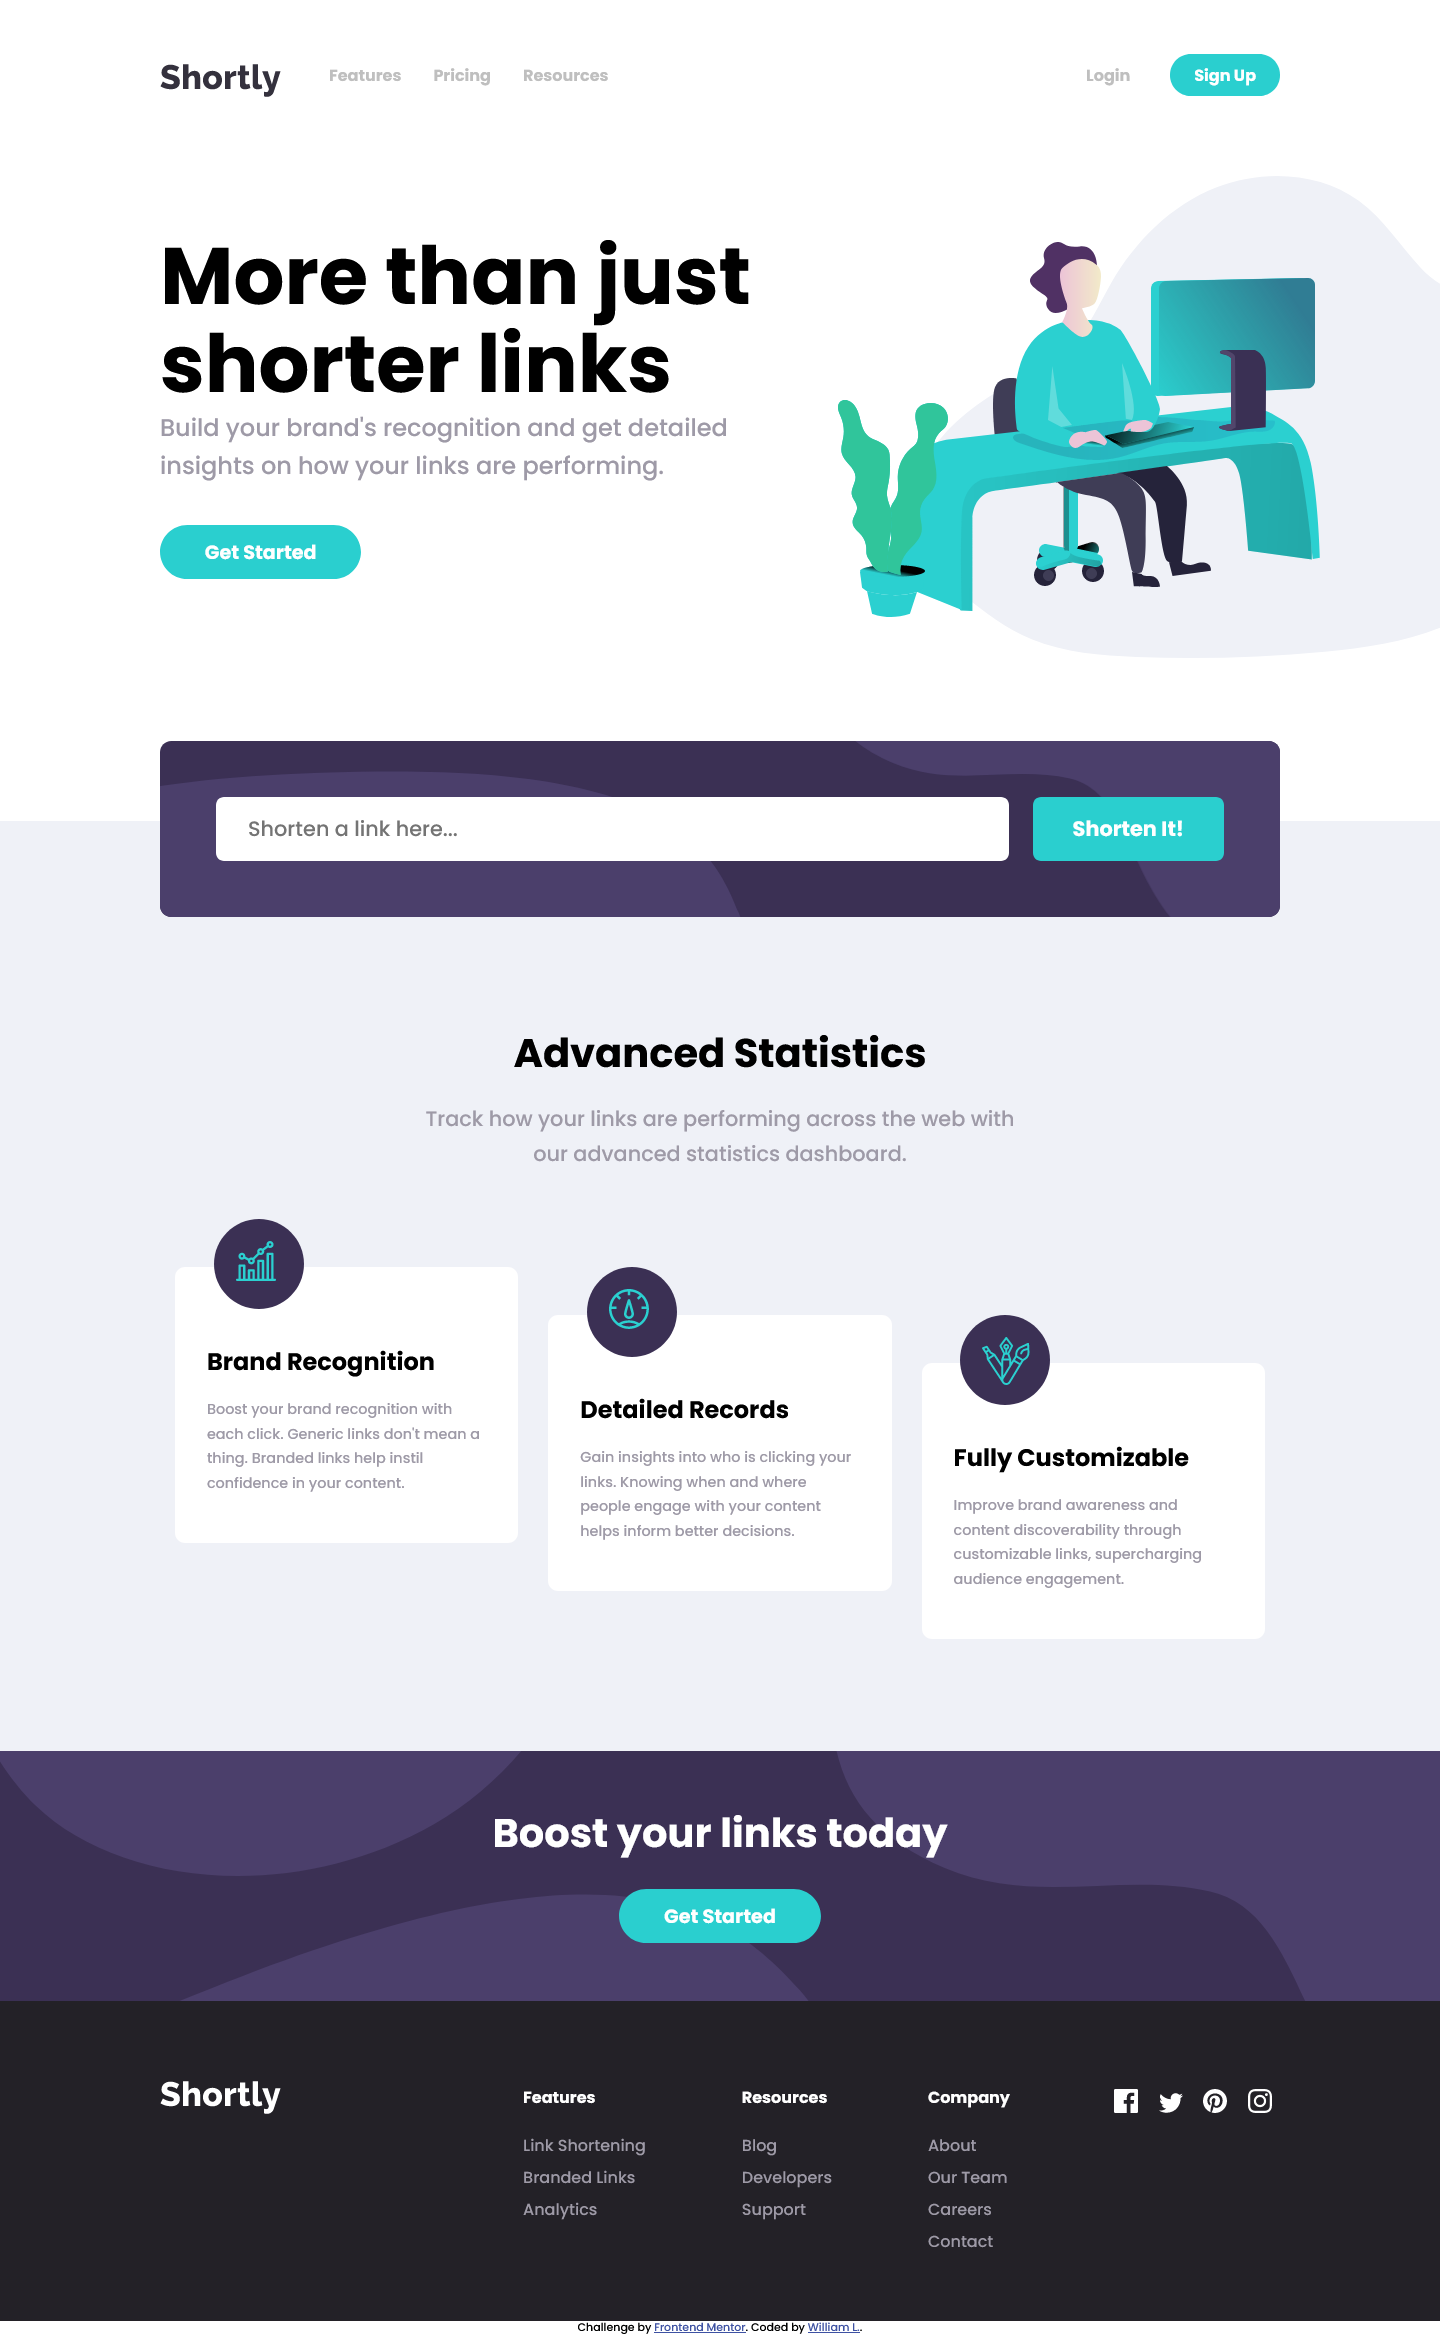 Shortly Features Pricing Resources Login Sign Up
More than just
shorter links
Build your brand's recognition and get detailed
insights on how your links are performing.
Get Started
Shorten a link here... Shorten It!
Advanced Statistics
Track how your links are performing across the web with
our advanced statistics dashboard.
Brand Recognition
Boost your brand recognition with
each click. Generic links don't mean a
thing. Branded links help instil
confidence in your content.
Detailed Records
Gain insights into who is clicking your
links. Knowing when and where
people engage with your content
helps inform better decisions.
Fully Customizable
Improve brand awareness and
content discoverability through
customizable links, supercharging
audience engagement.
Boost your links today
Get Started
Shortly
Features
Link Shortening
Branded Links
Analytics
Resources
Blog
Developers
Support
Company
About
Our Team
Careers
Contact
Challenge by Frontend Mentor. Coded by William L..